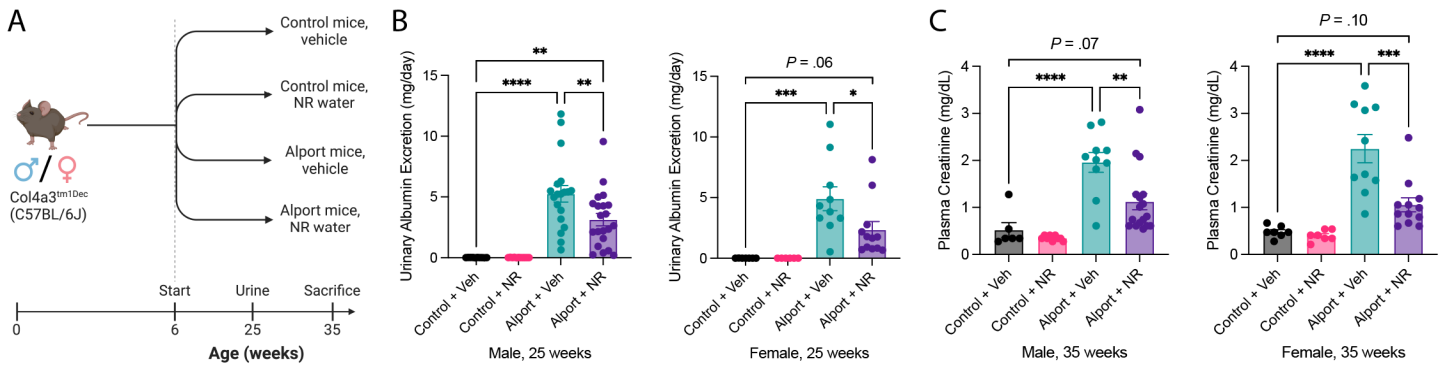 A
Control mice,
vehicle
Control mice,
NR water
Alport mice,
vehicle
Alport mice,
NR water
♂/♀
Col4a3tm1Dec
(C57BL/6J)
Start
Urine
Sacrifice
0
6
25
35
Age (weeks)
B
Urinary Albumin Excretion (mg/day)
15
10
5
0
**
****
**
Control + Veh
Control + NR
Alport + Veh
Alport + NR
Male, 25 weeks
Urinary Albumin Excretion (mg/day)
15
10
5
0
P = .06
***
*
Control + Veh
Control + NR
Alport + Veh
Alport + NR
Female, 25 weeks
C
Plasma Creatinine (mg/dL)
4
3
2
1
0
P = .07
****
**
Control + Veh
Control + NR
Alport + Veh
Alport + NR
Male, 35 weeks
Plasma Creatinine (mg/dL)
4
3
2
1
0
P = .10
****
***
Control + Veh
Control + NR
Alport + Veh
Alport + NR
Female, 35 weeks